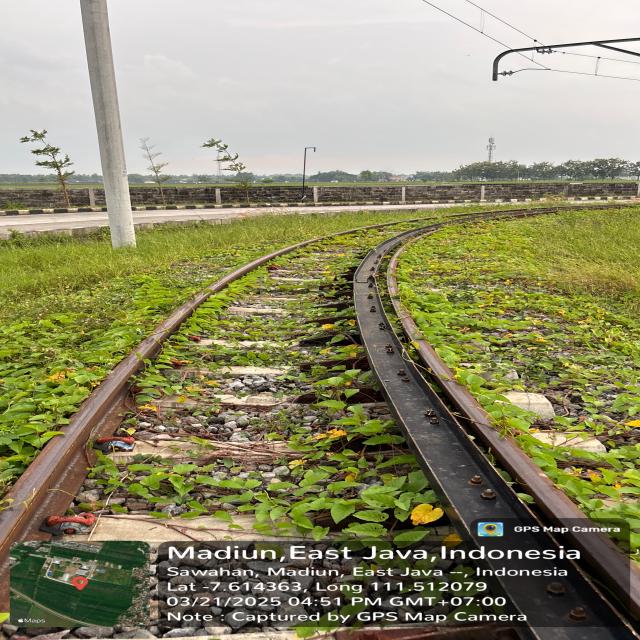 GPS Map Camera
Madiun,East Java,Indonesia
Sawahan, Madiun, East Java –, Indonesia
Lat -7.614363, Long 111.512079
03/21/2025 04:51 PM GMT+07:00
Note : Captured by GPS Map Camera
Maps